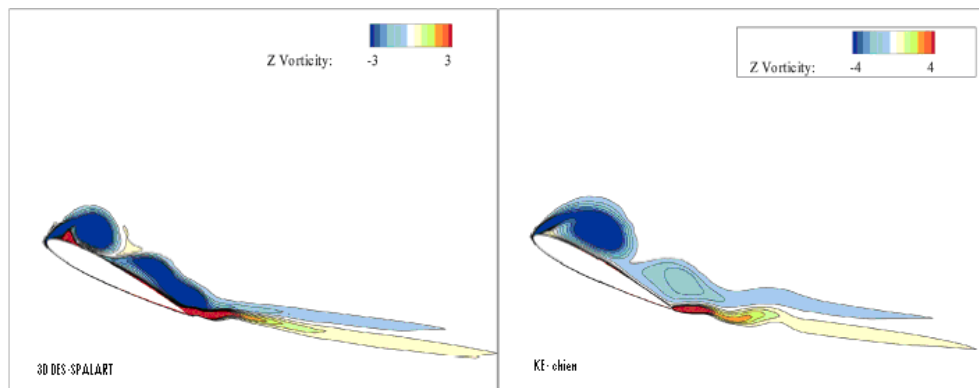 Z Vorticity:
-3 3
3D DES-SPALART
Z Vorticity:
-4 4
KE- chien